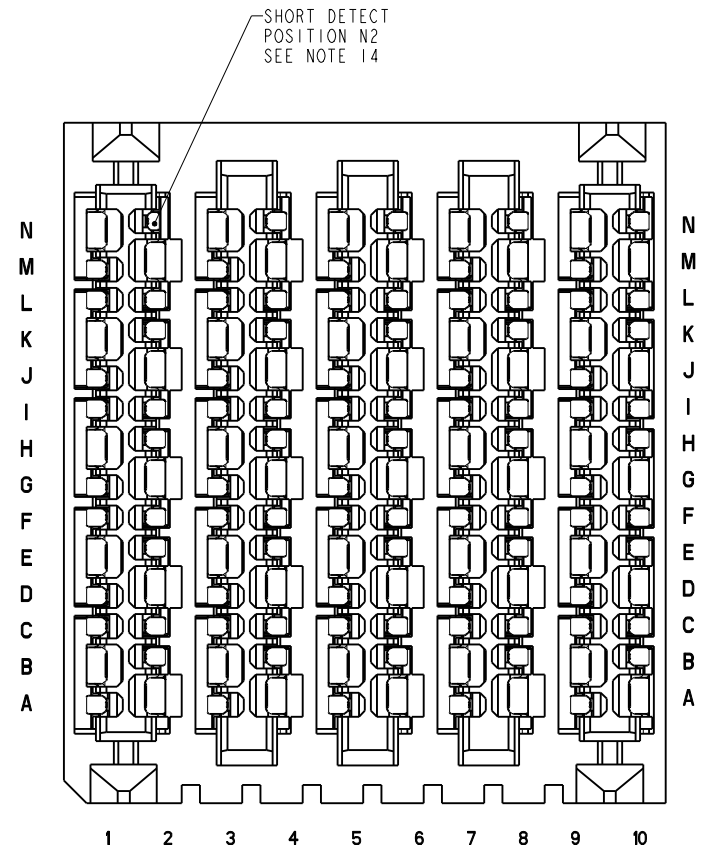 SHORT DETECT
POSITION N2
SEE NOTE 14
N N
M M
L L
K K
J J
I I
H H
G G
F F
E E
D D
C C
B B
A A
1 2 3 4 5 6 7 8 9 10